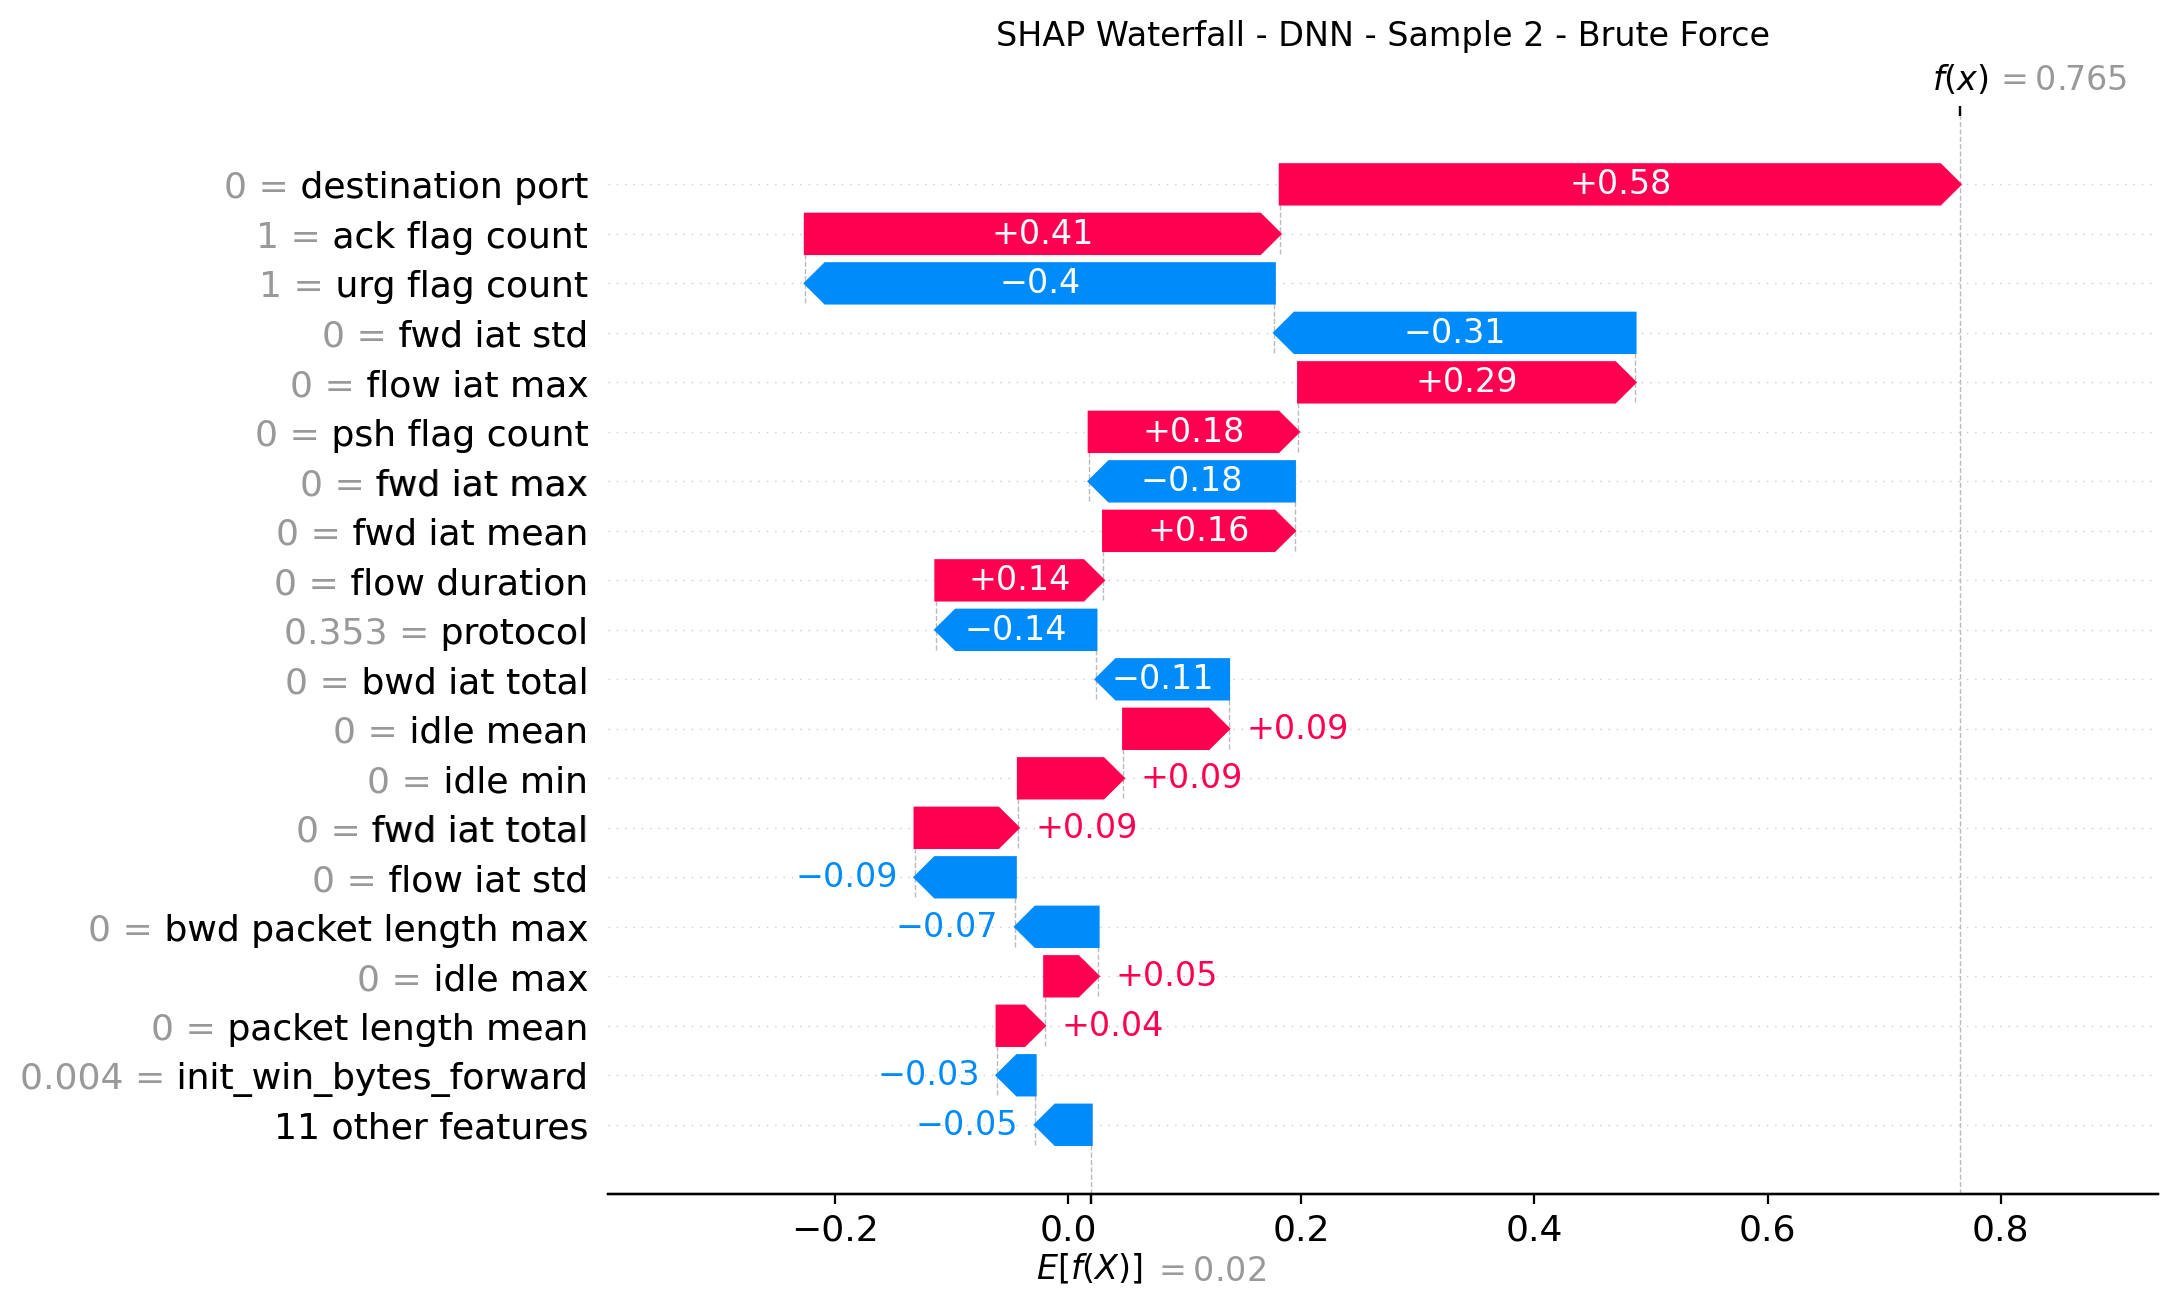 SHAP Waterfall - DNN - Sample 2 - Brute Force
f(x) = 0.765
0 = destination port +0.58
1 = ack flag count +0.41
1 = urg flag count −0.4
0 = fwd iat std −0.31
0 = flow iat max +0.29
0 = psh flag count +0.18
0 = fwd iat max −0.18
0 = fwd iat mean +0.16
0 = flow duration +0.14
0.353 = protocol −0.14
0 = bwd iat total −0.11
0 = idle mean +0.09
0 = idle min +0.09
0 = fwd iat total +0.09
0 = flow iat std −0.09
0 = bwd packet length max −0.07
0 = idle max +0.05
0 = packet length mean +0.04
0.004 = init_win_bytes_forward −0.03
11 other features −0.05
−0.2 0.0 0.2 0.4 0.6 0.8
E[f(X)] = 0.02